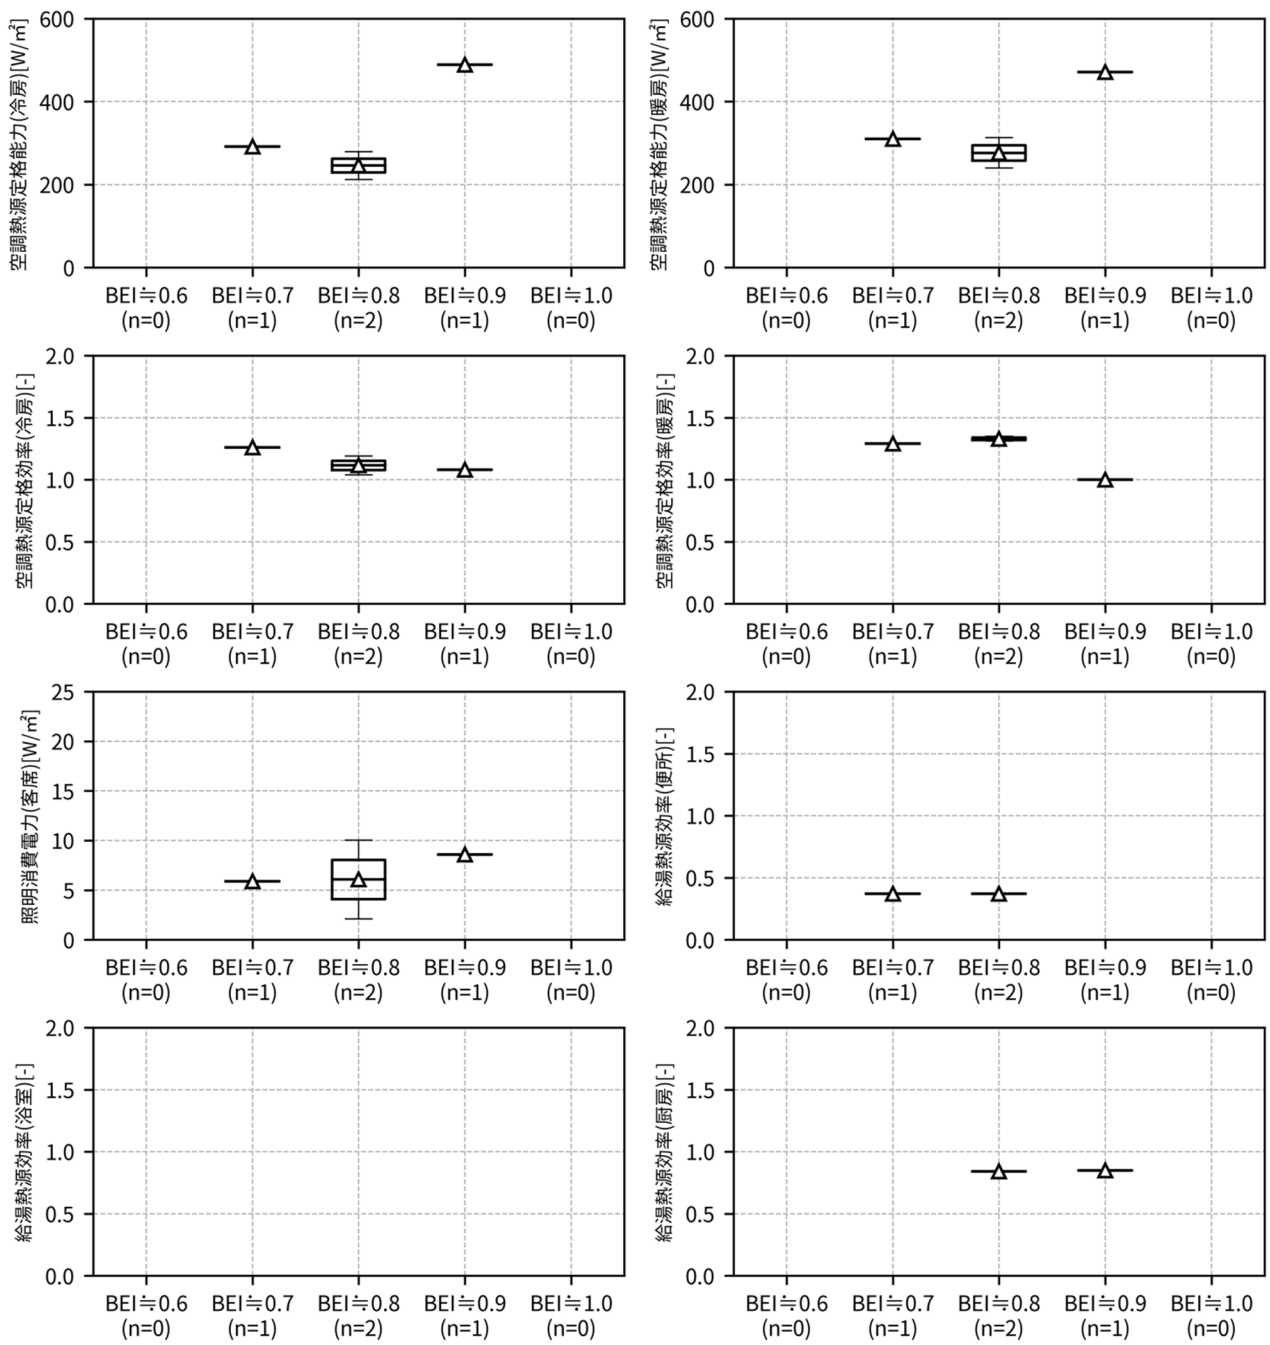 空調熱源定格能力(冷房)[W/㎡]
600
400
200
0
BEI≒0.6 BEI≒0.7 BEI≒0.8 BEI≒0.9 BEI≒1.0
(n=0) (n=1) (n=2) (n=1) (n=0)
空調熱源定格能力(暖房)[W/㎡]
600
400
200
0
BEI≒0.6 BEI≒0.7 BEI≒0.8 BEI≒0.9 BEI≒1.0
(n=0) (n=1) (n=2) (n=1) (n=0)
空調熱源定格効率(冷房)[-]
2.0
1.5
1.0
0.5
0.0
BEI≒0.6 BEI≒0.7 BEI≒0.8 BEI≒0.9 BEI≒1.0
(n=0) (n=1) (n=2) (n=1) (n=0)
空調熱源定格効率(暖房)[-]
2.0
1.5
1.0
0.5
0.0
BEI≒0.6 BEI≒0.7 BEI≒0.8 BEI≒0.9 BEI≒1.0
(n=0) (n=1) (n=2) (n=1) (n=0)
照明消費電力(客席)[W/㎡]
25
20
15
10
5
0
BEI≒0.6 BEI≒0.7 BEI≒0.8 BEI≒0.9 BEI≒1.0
(n=0) (n=1) (n=2) (n=1) (n=0)
給湯熱源効率(便所)[-]
2.0
1.5
1.0
0.5
0.0
BEI≒0.6 BEI≒0.7 BEI≒0.8 BEI≒0.9 BEI≒1.0
(n=0) (n=1) (n=2) (n=1) (n=0)
給湯熱源効率(浴室)[-]
2.0
1.5
1.0
0.5
0.0
BEI≒0.6 BEI≒0.7 BEI≒0.8 BEI≒0.9 BEI≒1.0
(n=0) (n=1) (n=2) (n=1) (n=0)
給湯熱源効率(厨房)[-]
2.0
1.5
1.0
0.5
0.0
BEI≒0.6 BEI≒0.7 BEI≒0.8 BEI≒0.9 BEI≒1.0
(n=0) (n=1) (n=2) (n=1) (n=0)